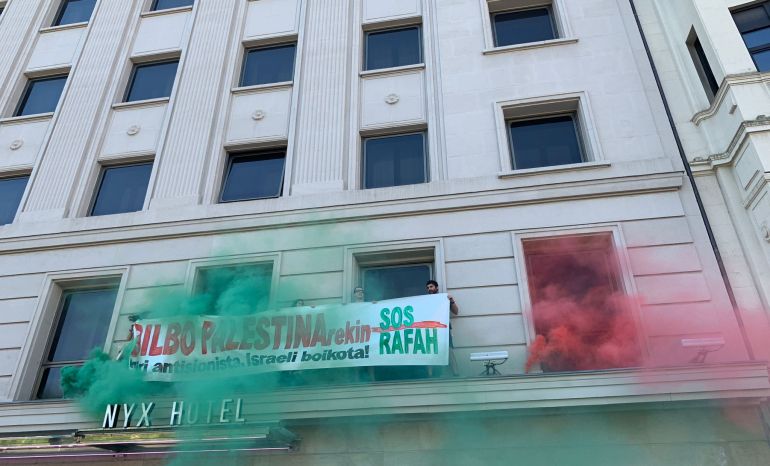 BILBO PALESTINArekin
antisionista. Israeli boikota!
SOS
RAFAH
NYX HOTEL